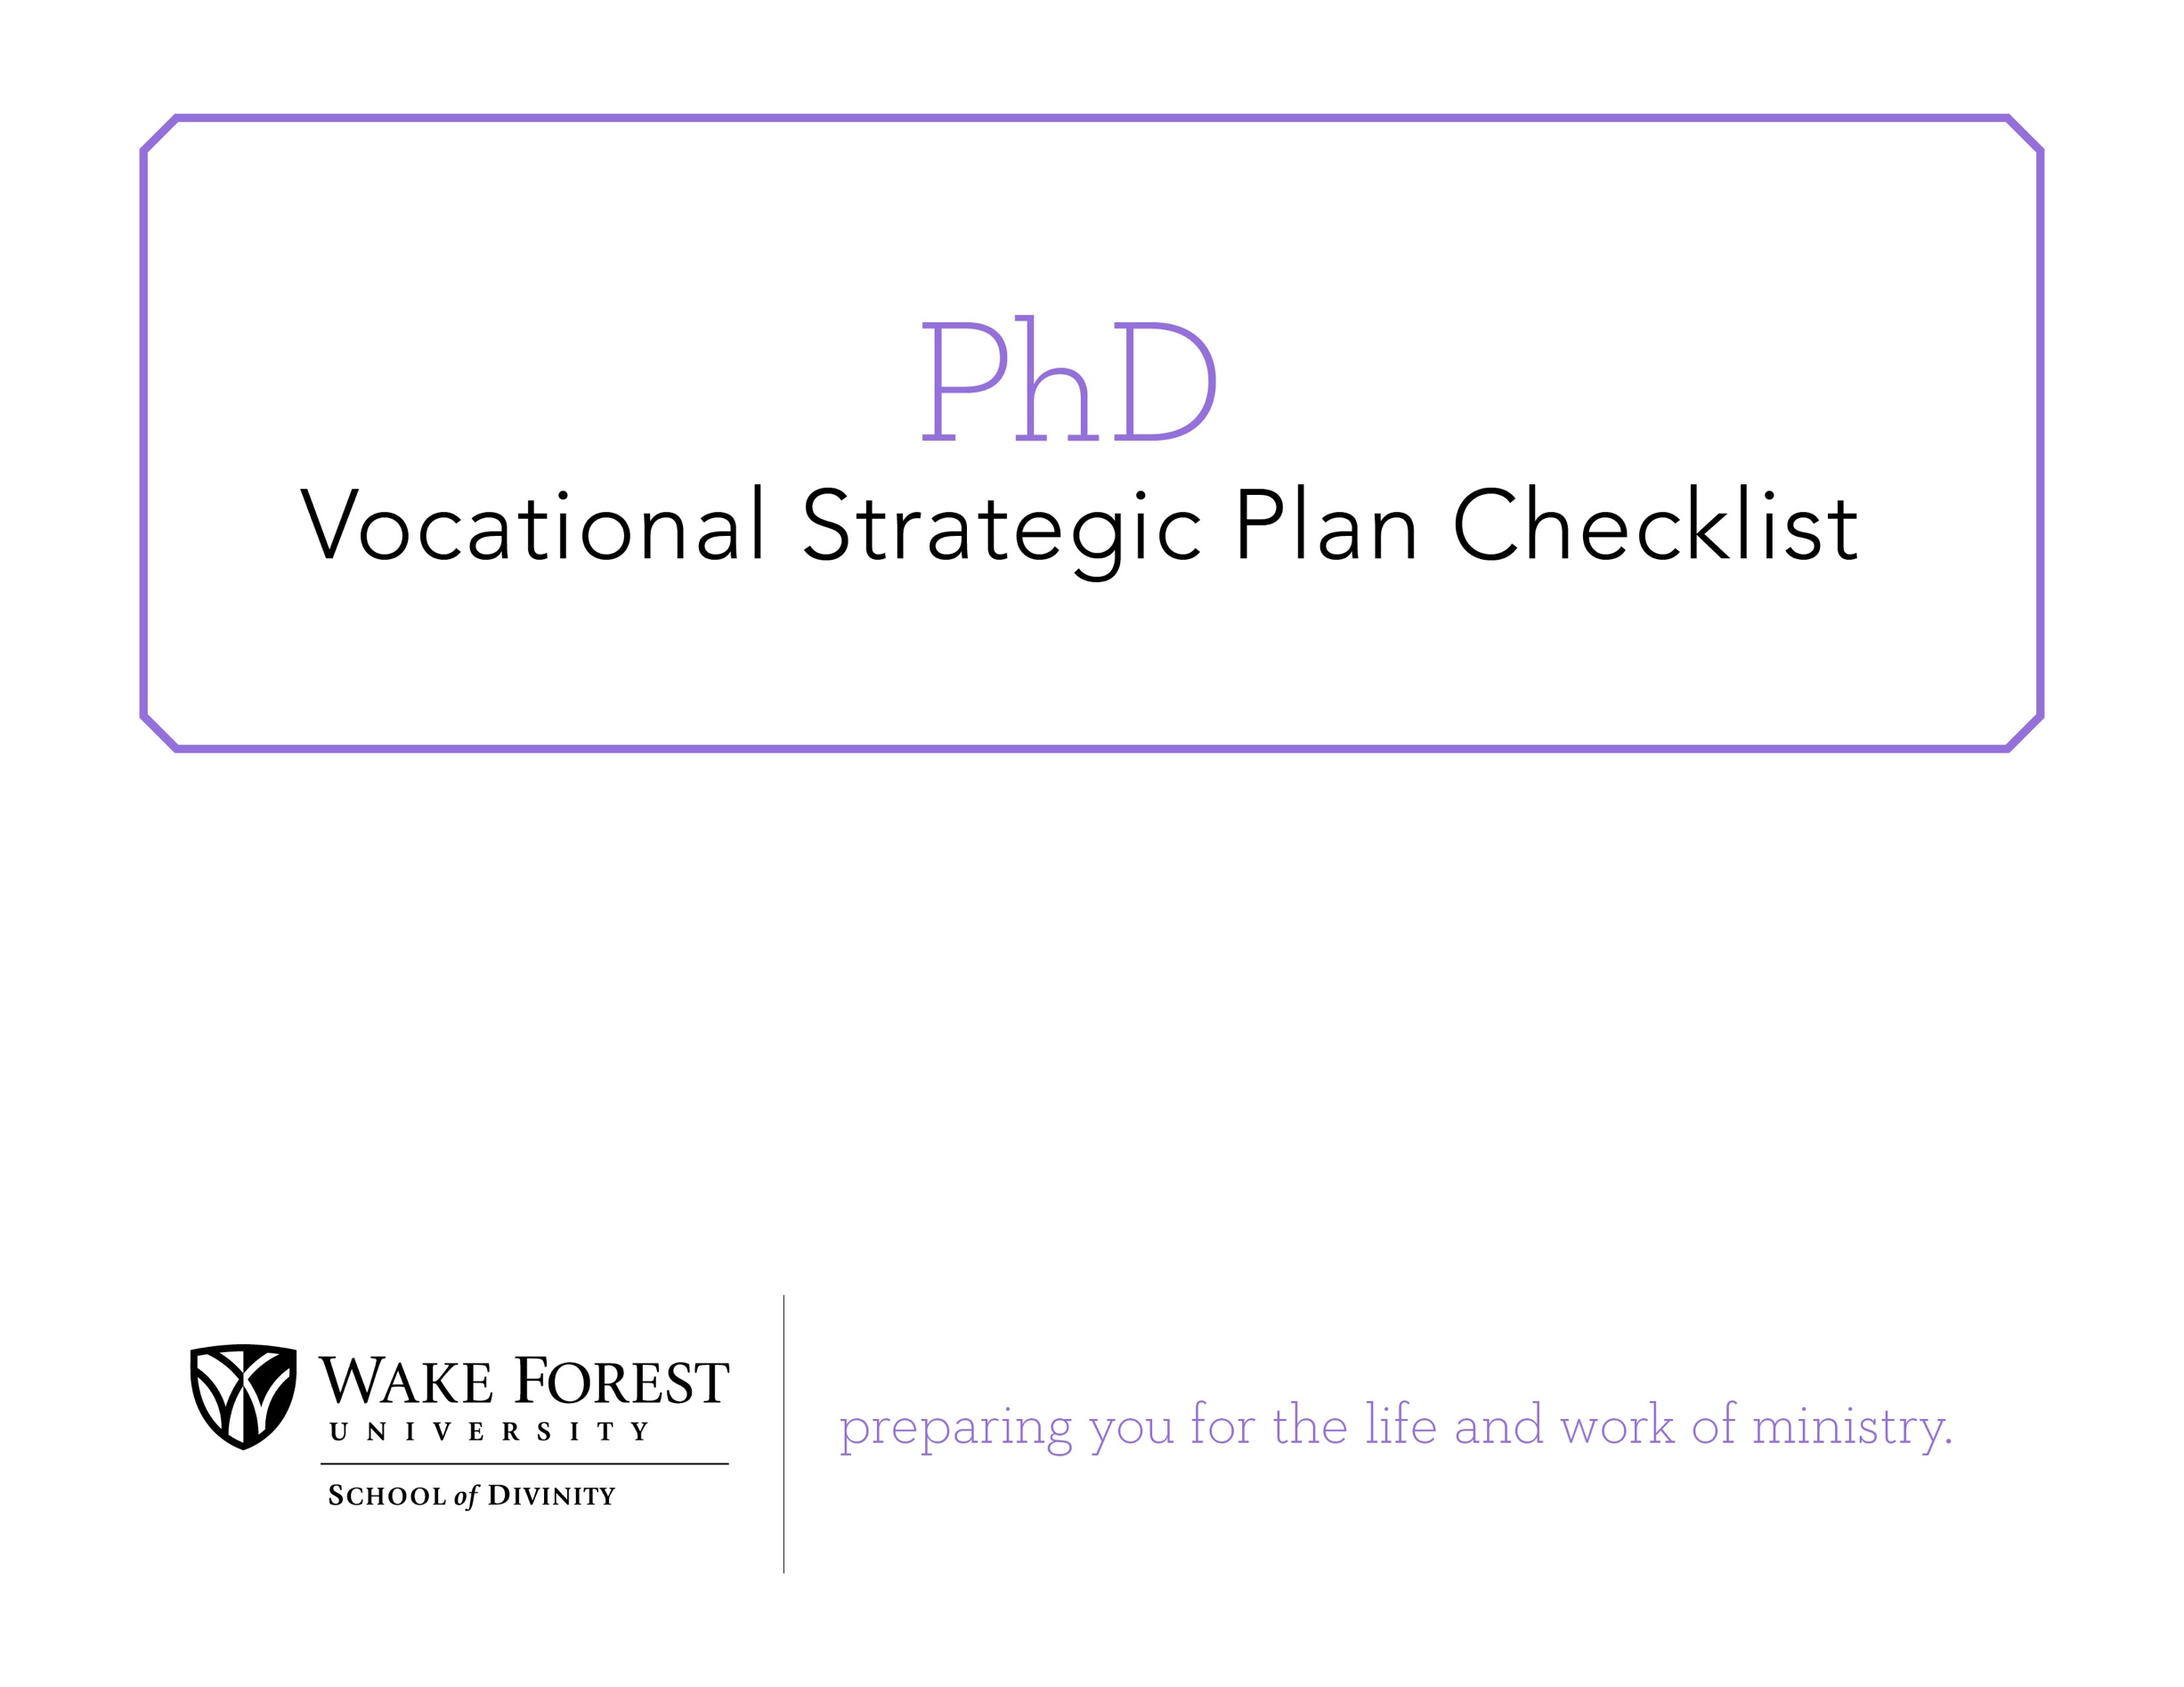 PhD
Vocational Strategic Plan Checklist
WAKE FOREST
UNIVERSITY
SCHOOL of DIVINITY
preparing you for the life and work of ministry.